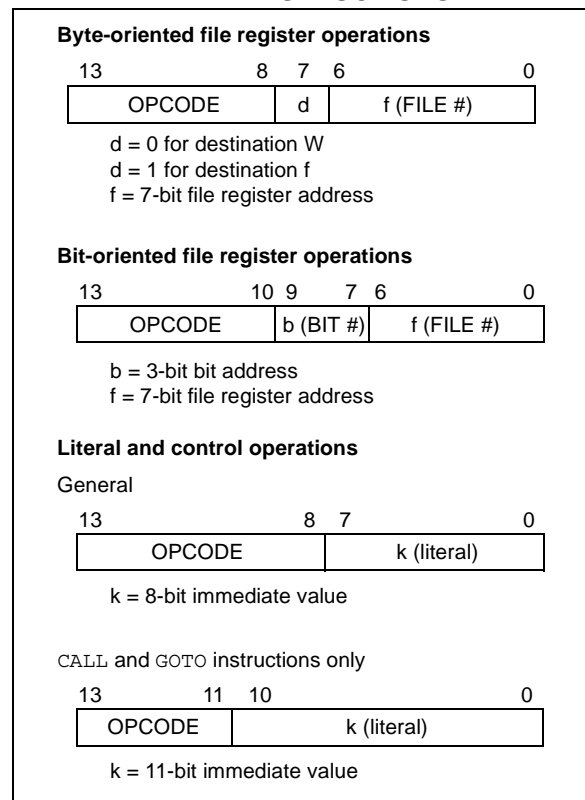 Byte-oriented file register operations
13 8 7 6 0
OPCODE d f (FILE #)
d = 0 for destination W
d = 1 for destination f
f = 7-bit file register address
Bit-oriented file register operations
13 10 9 7 6 0
OPCODE b (BIT #) f (FILE #)
b = 3-bit bit address
f = 7-bit file register address
Literal and control operations
General
13 8 7 0
OPCODE k (literal)
k = 8-bit immediate value
CALL and GOTO instructions only
13 11 10 0
OPCODE k (literal)
k = 11-bit immediate value